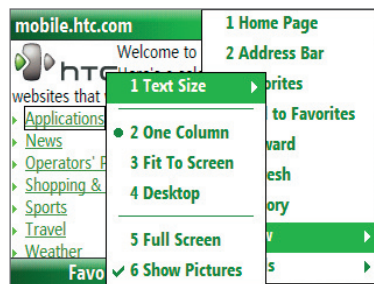 mobile.htc.com
hTC
Welcome to
websites that
Applications
News
Operators' P
Shopping &
Sports
Travel
Weather
Favo
1 Text Size
2 One Column
3 Fit To Screen
4 Desktop
5 Full Screen
6 Show Pictures
1 Home Page
2 Address Bar
orites
to Favorites
ward
esh
ory
w
s